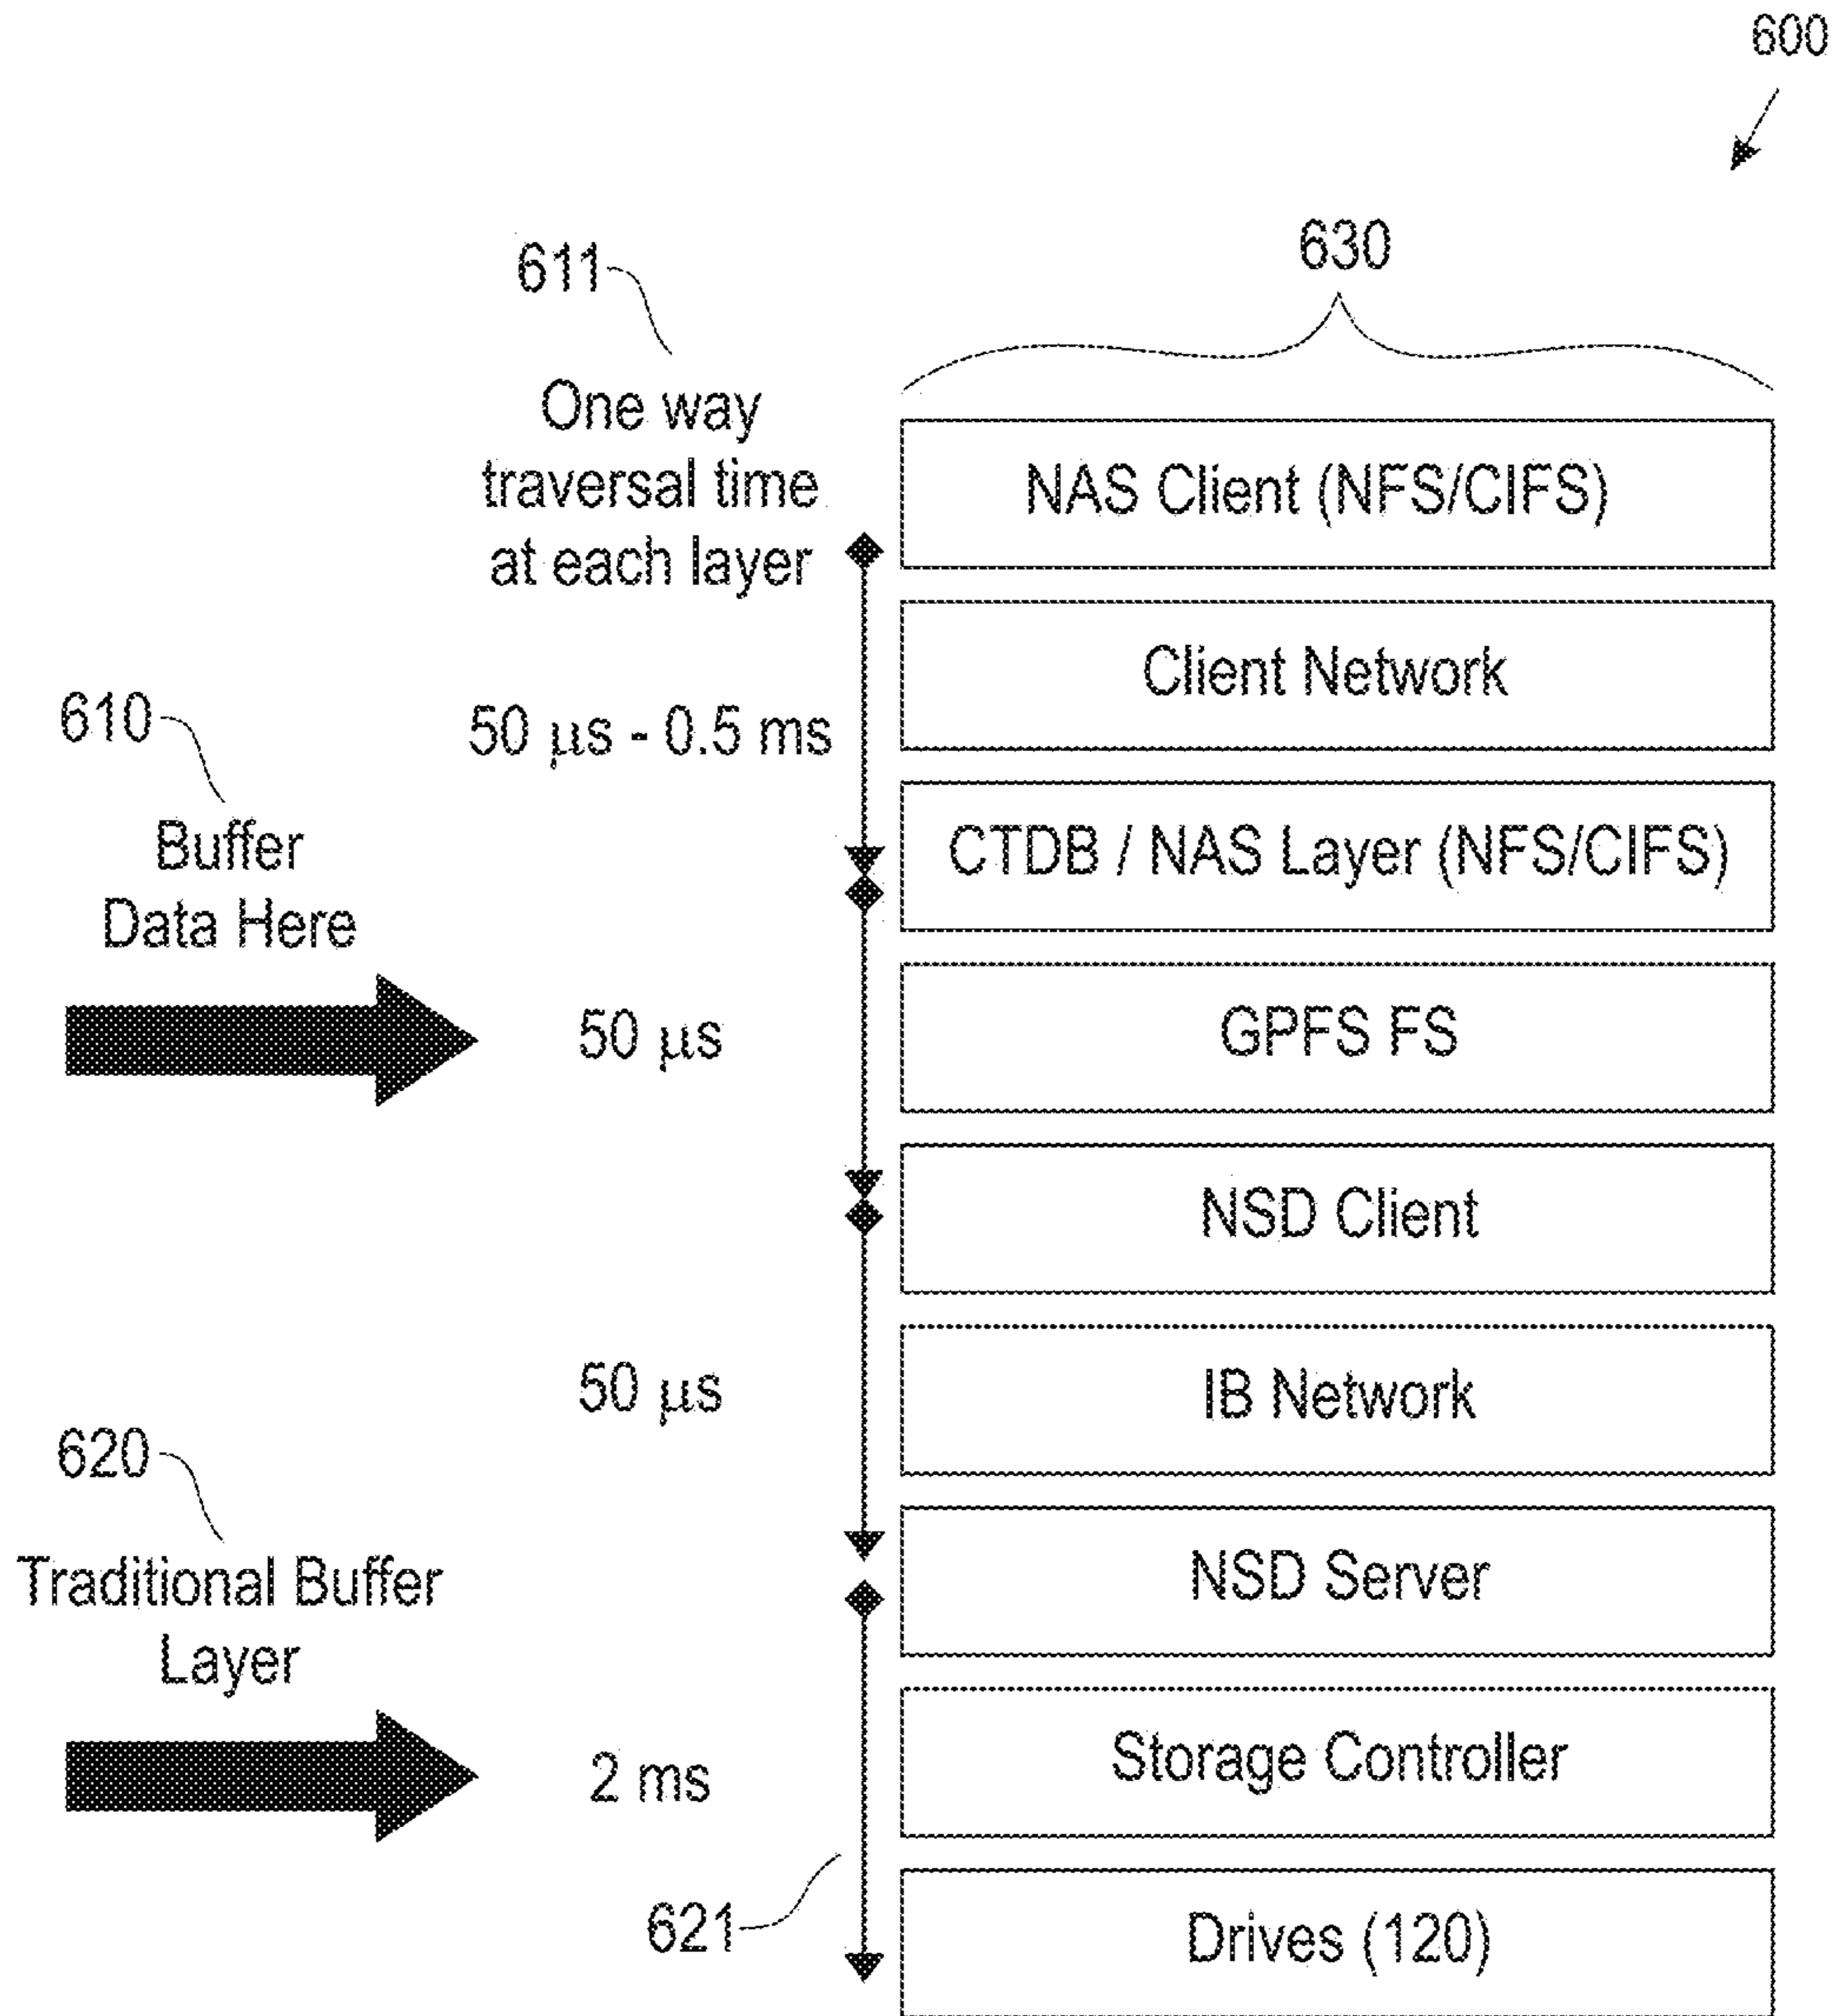 600
630
611
One way
traversal time
at each layer
NAS Client (NFS/CIFS)
Client Network
610
50 µs - 0.5 ms
Buffer
Data Here
CTDB / NAS Layer (NFS/CIFS)
50 µs
GPFS FS
NSD Client
50 µs
IB Network
620
Traditional Buffer
Layer
NSD Server
2 ms
Storage Controller
621
Drives (120)